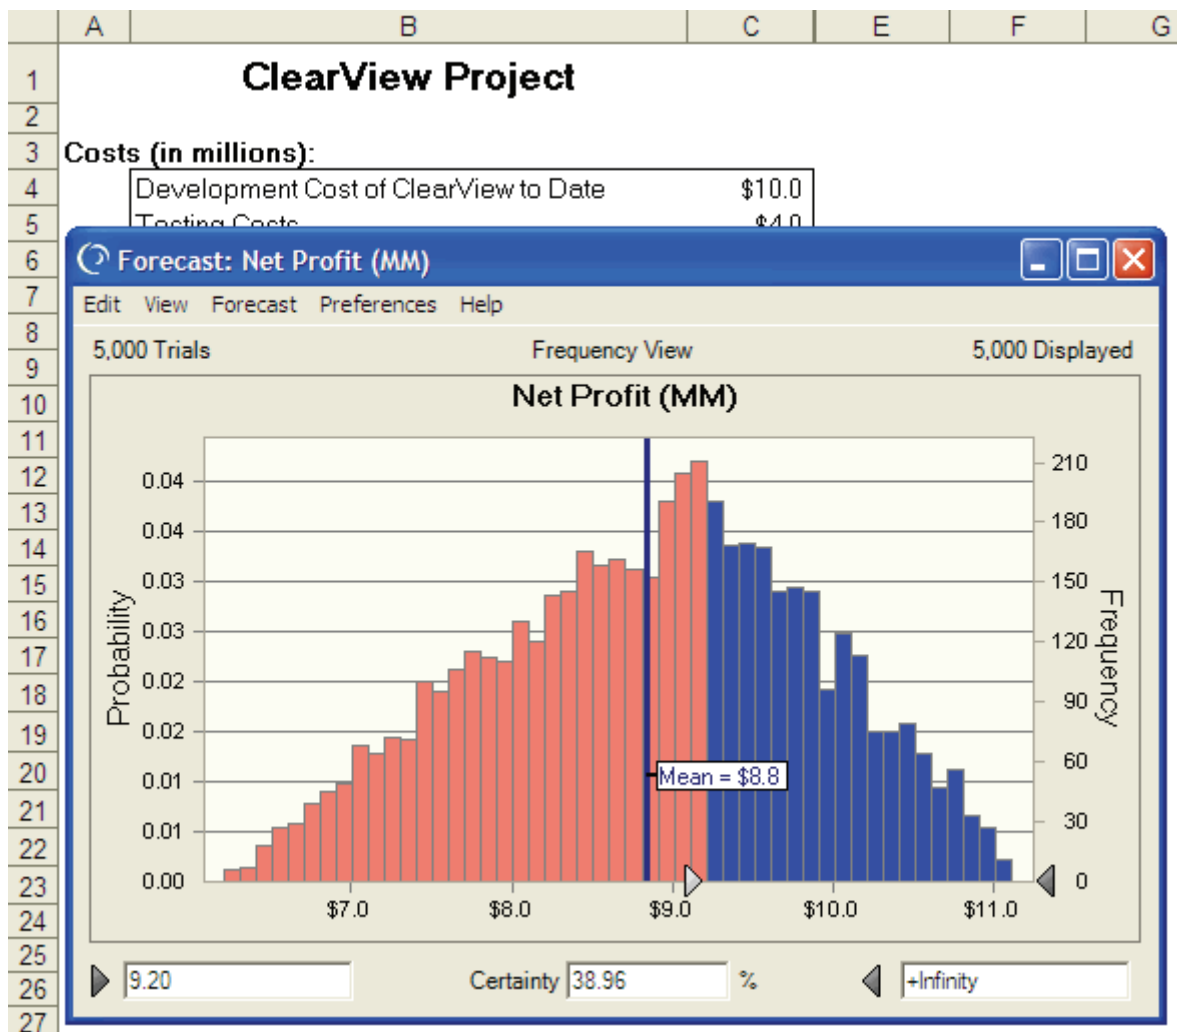 A B C E F G
1 ClearView Project
2
3 Costs (in millions):
4 Development Cost of ClearView to Date $10.0
5 Testing Costs $4.0
6 Forecast: Net Profit (MM)
7 Edit View Forecast Preferences Help
8
5,000 Trials Frequency View 5,000 Displayed
9
10 Net Profit (MM)
11
12
13
14
15
16
17
18
19
20
21
22
23
24
25
26
27
0.04
0.04
0.03
0.03
0.02
0.02
0.01
0.01
0.00
Probability
210
180
150
120
90
60
30
0
Frequency
Mean = $8.8
$7.0 $8.0 $9.0 $10.0 $11.0
9.20 Certainty 38.96 % +Infinity